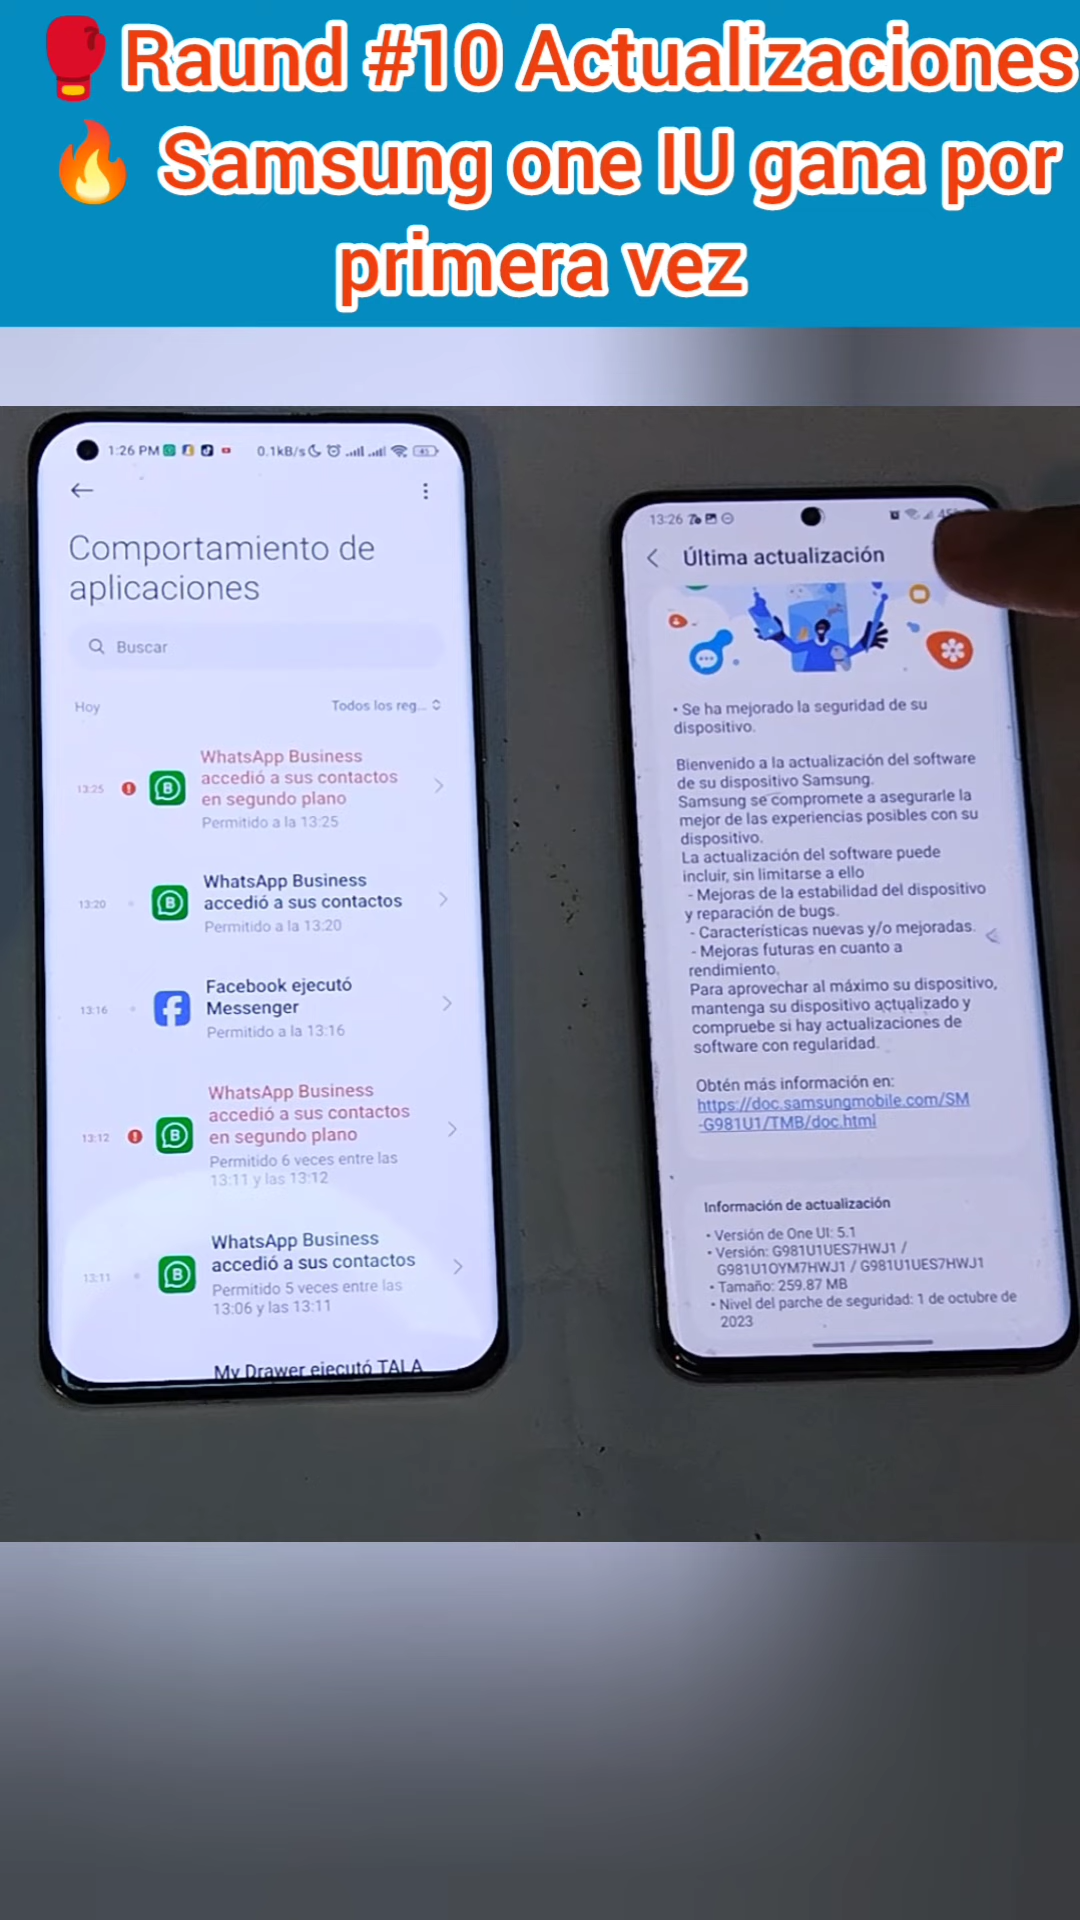 🥊Raund #10 Actualizaciones
🔥 Samsung one IU gana por
primera vez
1:26 PM
0.1kB/s
Comportamiento de
aplicaciones
Buscar
Hoy
Todos los reg...
13:25
WhatsApp Business
accedió a sus contactos
en segundo plano
Permitido a la 13:25
13:20
WhatsApp Business
accedió a sus contactos
Permitido a la 13:20
13:16
Facebook ejecutó
Messenger
Permitido a la 13:16
13:12
WhatsApp Business
accedió a sus contactos
en segundo plano
Permitido 6 veces entre las
13:11 y las 13:12
13:11
WhatsApp Business
accedió a sus contactos
Permitido 5 veces entre las
13:06 y las 13:11
My Drawer ejecutó TALA
13:26
Última actualización
• Se ha mejorado la seguridad de su
dispositivo.
Bienvenido a la actualización del software
de su dispositivo Samsung.
Samsung se compromete a asegurarle la
mejor de las experiencias posibles con su
dispositivo.
La actualización del software puede
incluir, sin limitarse a ello
- Mejoras de la estabilidad del dispositivo
y reparación de bugs.
- Características nuevas y/o mejoradas.
- Mejoras futuras en cuanto a
rendimiento.
Para aprovechar al máximo su dispositivo,
mantenga su dispositivo actualizado y
compruebe si hay actualizaciones de
software con regularidad.
Obtén más información en:
https://doc.samsungmobile.com/SM
-G981U1/TMB/doc.html
Información de actualización
• Versión de One UI: 5.1
• Versión: G981U1UES7HWJ1 /
G981U1OYM7HWJ1 / G981U1UES7HWJ1
• Tamaño: 259.87 MB
• Nivel del parche de seguridad: 1 de octubre de
2023